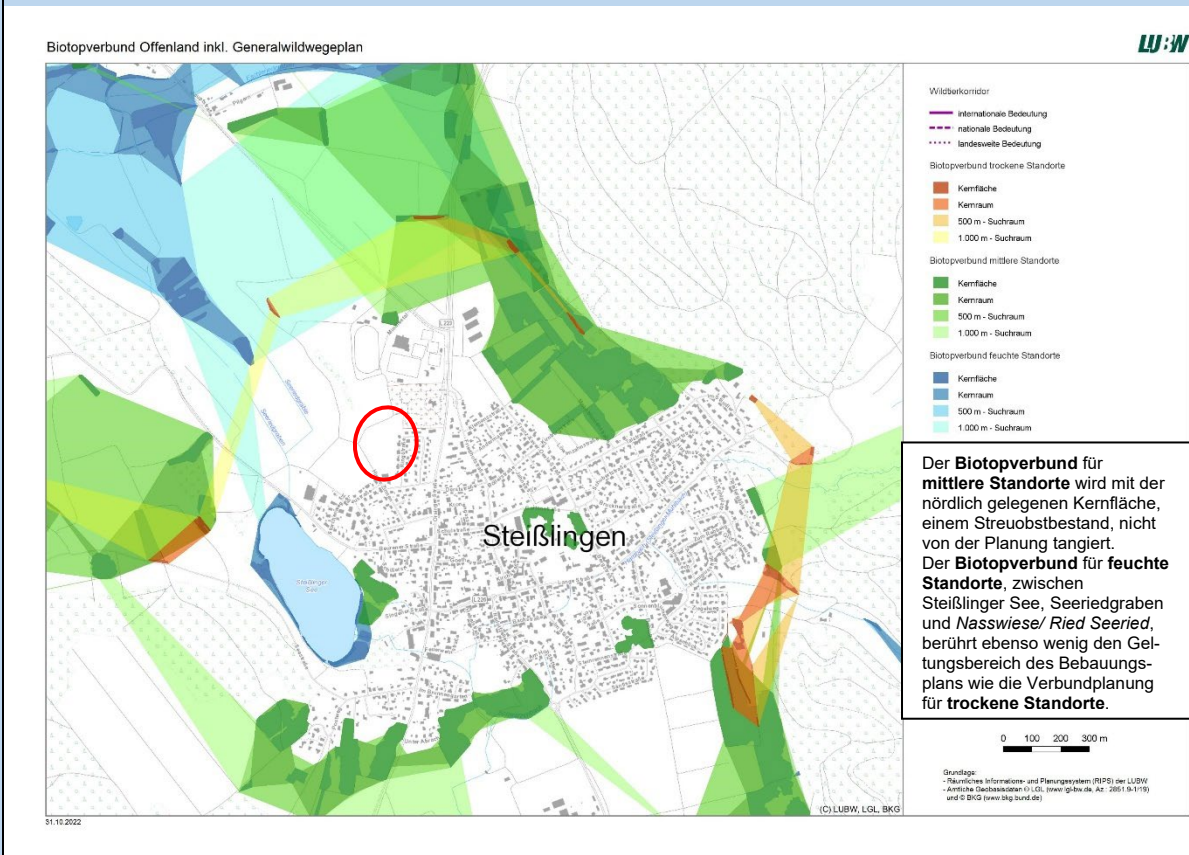 Biotopverbund Offenland inkl. Generalwildwegeplan
LU:W
Wildtierkorridor
internationale Bedeutung
nationale Bedeutung
landesweite Bedeutung
Biotopverbund trockene Standorte
Kernfläche
Kernraum
500 m - Suchraum
1.000 m - Suchraum
Biotopverbund mittlere Standorte
Kernfläche
Kernraum
500 m - Suchraum
1.000 m - Suchraum
Biotopverbund feuchte Standorte
Kernfläche
Kernraum
500 m - Suchraum
1.000 m - Suchraum
Der Biotopverbund für
mittlere Standorte wird mit der
nördlich gelegenen Kernfläche,
einem Streuobstbestand, nicht
von der Planung tangiert.
Der Biotopverbund für feuchte
Standorte, zwischen
Steißlinger See, Seeriedgraben
und Nasswiese/ Ried Seeried,
berührt ebenso wenig den Gel-
tungsbereich des Bebauungs-
plans wie die Verbundplanung
für trockene Standorte.
0 100 200 300 m
Grundlage:
- Räumliches Informations- und Planungssystem (RIPS) der LUBW
- Amtliche Geobasisdaten © LGL (www.lgl-bw.de, Az.: 2851.9-1/19)
und © BKG (www.bkg.bund.de)
L 223
Seeriedgraben
Steißlingen
Steißlinger
See
(C) LUBW, LGL, BKG
31.10.2022